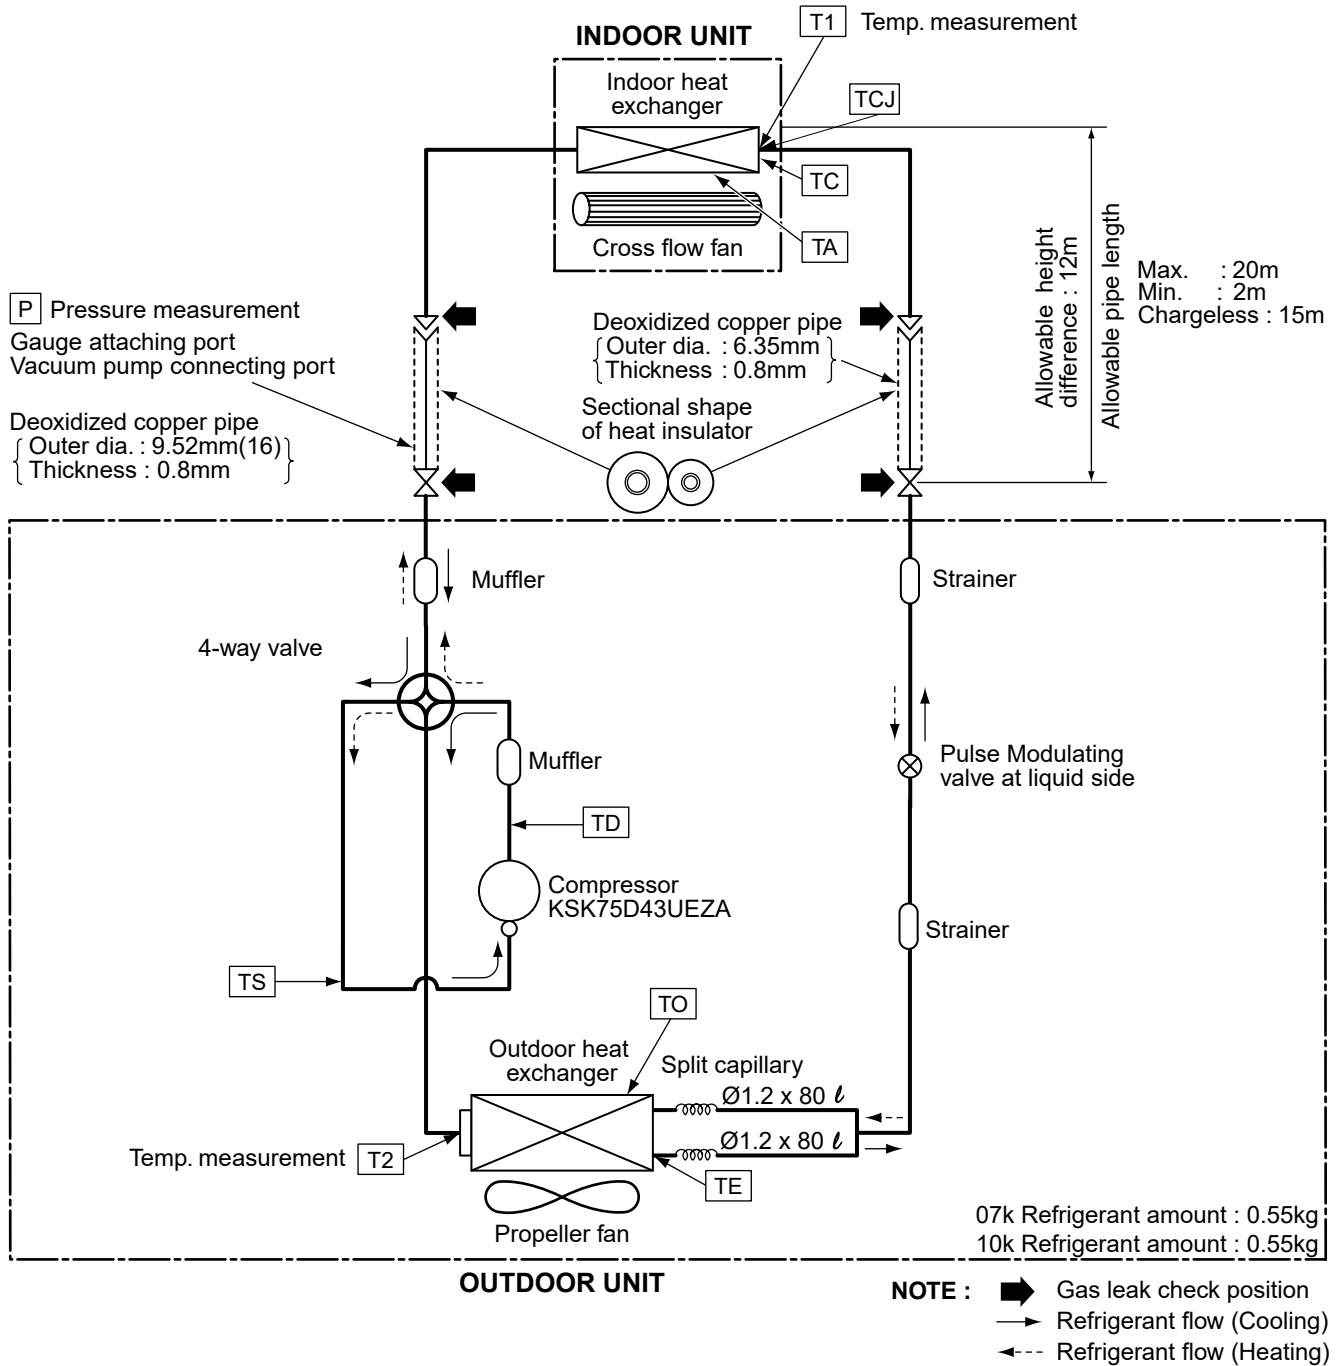 T1 Temp. measurement
INDOOR UNIT
Indoor heat
exchanger
TCJ
TC
Cross flow fan
TA
Allowable height
difference : 12m
Allowable pipe length
Max. : 20m
Min. : 2m
Chargeless : 15m
P Pressure measurement
Gauge attaching port
Vacuum pump connecting port
Deoxidized copper pipe
Outer dia. : 9.52mm(16)
Thickness : 0.8mm
Deoxidized copper pipe
Outer dia. : 6.35mm
Thickness : 0.8mm
Sectional shape
of heat insulator
Muffler
Strainer
4-way valve
Muffler
Pulse Modulating
valve at liquid side
TD
Compressor
KSK75D43UEZA
Strainer
TS
TO
Outdoor heat
exchanger
Split capillary
Ø1.2 x 80 ℓ
Ø1.2 x 80 ℓ
Temp. measurement T2
TE
Propeller fan
07k Refrigerant amount : 0.55kg
10k Refrigerant amount : 0.55kg
OUTDOOR UNIT
NOTE : Gas leak check position
Refrigerant flow (Cooling)
Refrigerant flow (Heating)